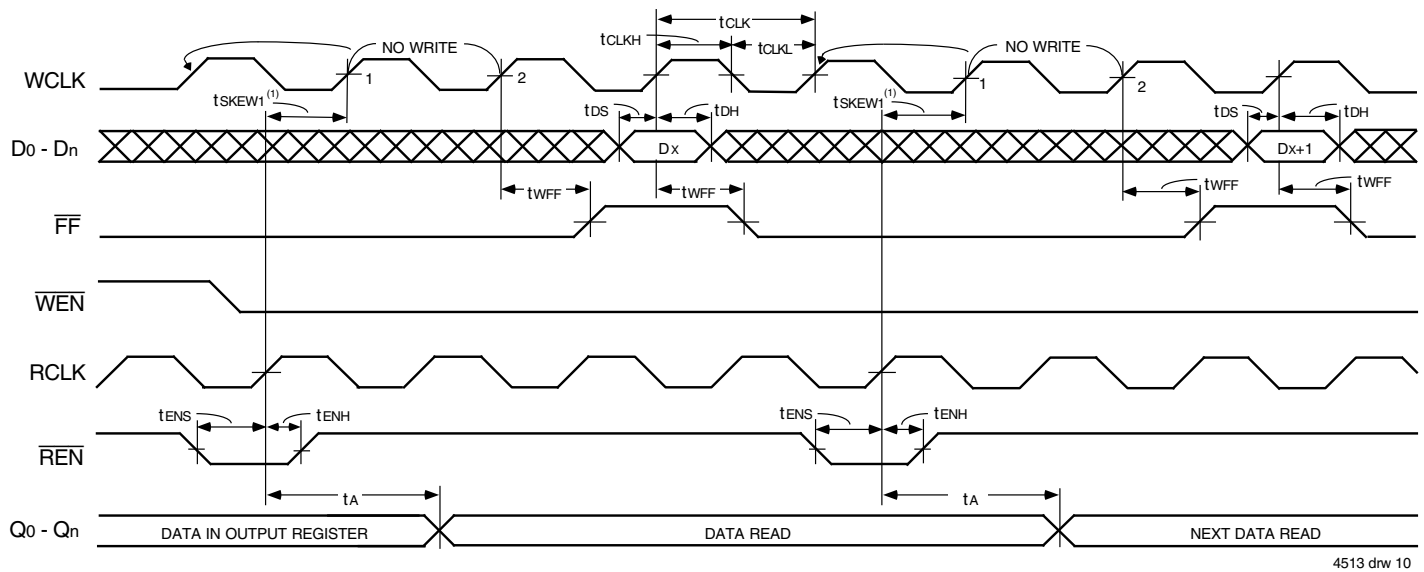 tCLK
tCLKH
tCLKL
NO WRITE
NO WRITE
WCLK
1
2
1
2
tSKEW1(1)
tDS
tDH
tSKEW1(1)
tDS
tDH
D0 - Dn
Dx
Dx+1
tWFF
tWFF
tWFF
tWFF
FF
WEN
RCLK
tENS
tENH
tENS
tENH
REN
tA
tA
Q0 - Qn
DATA IN OUTPUT REGISTER
DATA READ
NEXT DATA READ
4513 drw 10